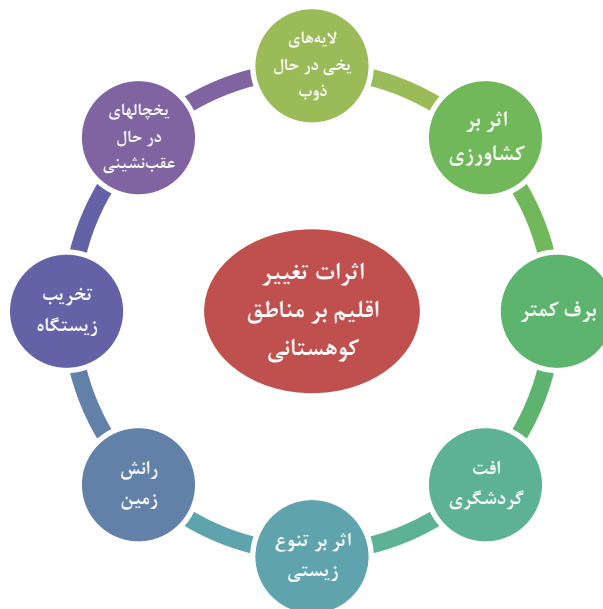 اثرات تغییر
اقلیم بر مناطق
کوهستانی
لایه‌های
یخی در حال
ذوب
اثر بر
کشاورزی
برف کمتر
افت
گردشگری
اثر بر تنوع
زیستی
رانش
زمین
تخریب
زیستگاه
یخچالهای
در حال
عقب‌نشینی